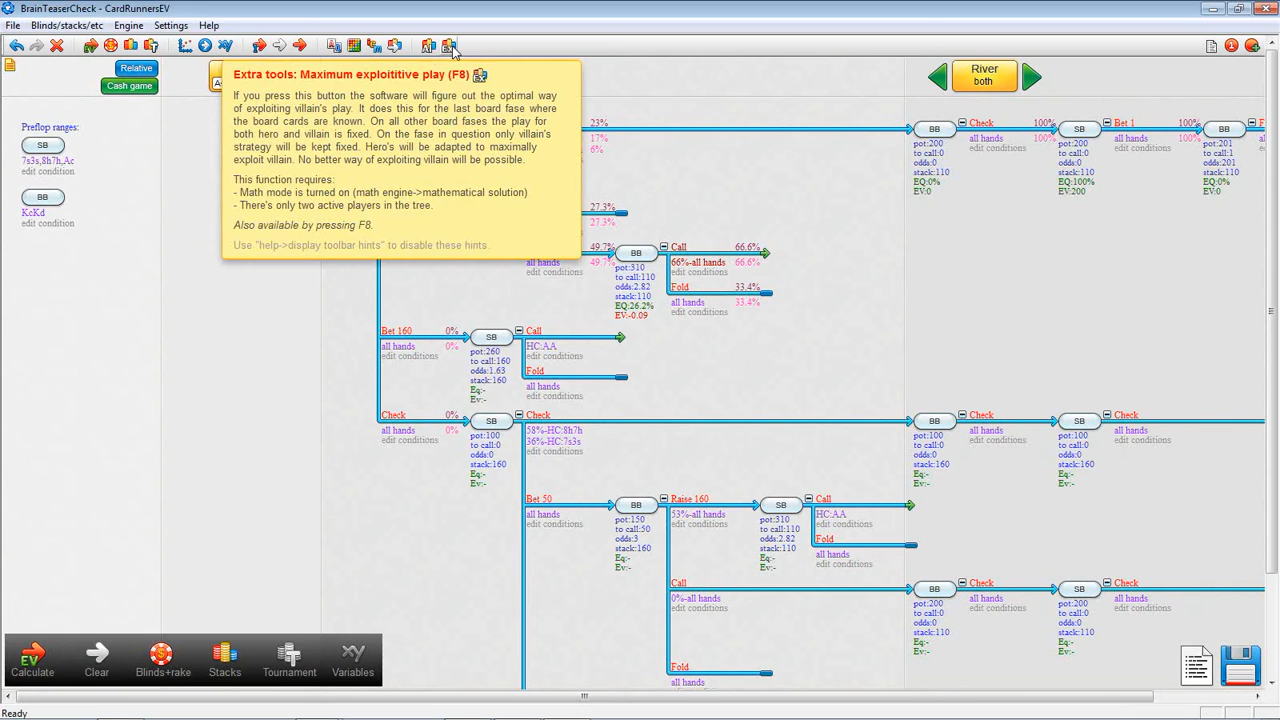 BrainTeaserCheck - CardRunnersEV
File Blinds/stacks/etc Engine Settings Help
Relative
Cash game
River
both
Extra tools: Maximum exploititive play (F8)
If you press this button the software will figure out the optimal way
of exploiting villain's play. It does this for the last board fase where
the board cards are known. On all other board fases the play for
both hero and villain is fixed. On the fase in question only villain's
strategy will be kept fixed. Hero's will be adapted to maximally
exploit villain. No better way of exploiting villain will be possible.
This function requires:
- Math mode is turned on (math engine->mathematical solution)
- There's only two active players in the tree.
Also available by pressing F8.
Use "help->display toolbar hints" to disable these hints.
Preflop ranges:
SB
7s3s,8h7h,Ac
edit condition
BB
KcKd
edit condition
23%
17%
6%
BB
pot:200
to call:0
odds:0
stack:110
EQ:0%
EV:0
Check 100%
all hands 100%
edit conditions
SB
pot:200
to call:0
odds:0
stack:110
EQ:100%
EV:200
Bet 1 100%
all hands 100%
edit conditions
BB
pot:201
to call:1
odds:201
stack:110
EQ:0%
EV:0
27.3%
27.3%
49.7%
49.7%
BB
pot:310
to call:110
odds:2.82
stack:110
EQ:26.2%
EV:-0.09
Call 66.6%
66%-all hands 66.6%
edit conditions
Fold 33.4%
all hands 33.4%
edit conditions
Bet 160 0%
all hands 0%
edit conditions
SB
pot:260
to call:160
odds:1.63
stack:160
Eq:-
Ev:-
Call
HC:AA
edit conditions
Fold
all hands
edit conditions
Check 0%
all hands 0%
edit conditions
SB
pot:100
to call:0
odds:0
stack:160
Eq:-
Ev:-
Check
58%-HC:8h7h
36%-HC:7s3s
edit conditions
BB
pot:100
to call:0
odds:0
stack:160
Eq:-
Ev:-
Check
all hands
edit conditions
SB
pot:100
to call:0
odds:0
stack:160
Eq:-
Ev:-
Check
all hands
edit conditions
Bet 50
all hands
edit conditions
BB
pot:150
to call:50
odds:3
stack:160
Eq:-
Ev:-
Raise 160
53%-all hands
edit conditions
SB
pot:310
to call:110
odds:2.82
stack:110
Eq:-
Ev:-
Call
HC:AA
edit conditions
Fold
all hands
edit conditions
Call
0%-all hands
edit conditions
BB
pot:200
to call:0
odds:0
stack:110
Eq:-
Ev:-
Check
all hands
edit conditions
SB
pot:200
to call:0
odds:0
stack:110
Eq:-
Ev:-
Check
all hands
edit conditions
Fold
all hands
EV
Calculate Clear Blinds+rake Stacks Tournament Variables
Ready